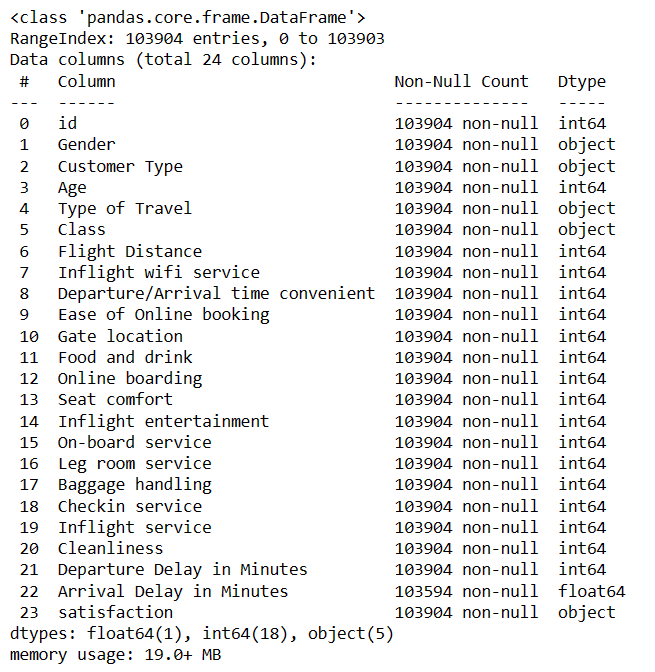 <class 'pandas.core.frame.DataFrame'>
RangeIndex: 103904 entries, 0 to 103903
Data columns (total 24 columns):
 #   Column                             Non-Null Count   Dtype
---  ------                             --------------   -----
 0   id                                 103904 non-null  int64
 1   Gender                             103904 non-null  object
 2   Customer Type                      103904 non-null  object
 3   Age                                103904 non-null  int64
 4   Type of Travel                     103904 non-null  object
 5   Class                              103904 non-null  object
 6   Flight Distance                    103904 non-null  int64
 7   Inflight wifi service              103904 non-null  int64
 8   Departure/Arrival time convenient  103904 non-null  int64
 9   Ease of Online booking             103904 non-null  int64
 10  Gate location                      103904 non-null  int64
 11  Food and drink                     103904 non-null  int64
 12  Online boarding                    103904 non-null  int64
 13  Seat comfort                       103904 non-null  int64
 14  Inflight entertainment             103904 non-null  int64
 15  On-board service                   103904 non-null  int64
 16  Leg room service                   103904 non-null  int64
 17  Baggage handling                   103904 non-null  int64
 18  Checkin service                    103904 non-null  int64
 19  Inflight service                   103904 non-null  int64
 20  Cleanliness                        103904 non-null  int64
 21  Departure Delay in Minutes         103904 non-null  int64
 22  Arrival Delay in Minutes           103594 non-null  float64
 23  satisfaction                       103904 non-null  object
dtypes: float64(1), int64(18), object(5)
memory usage: 19.0+ MB